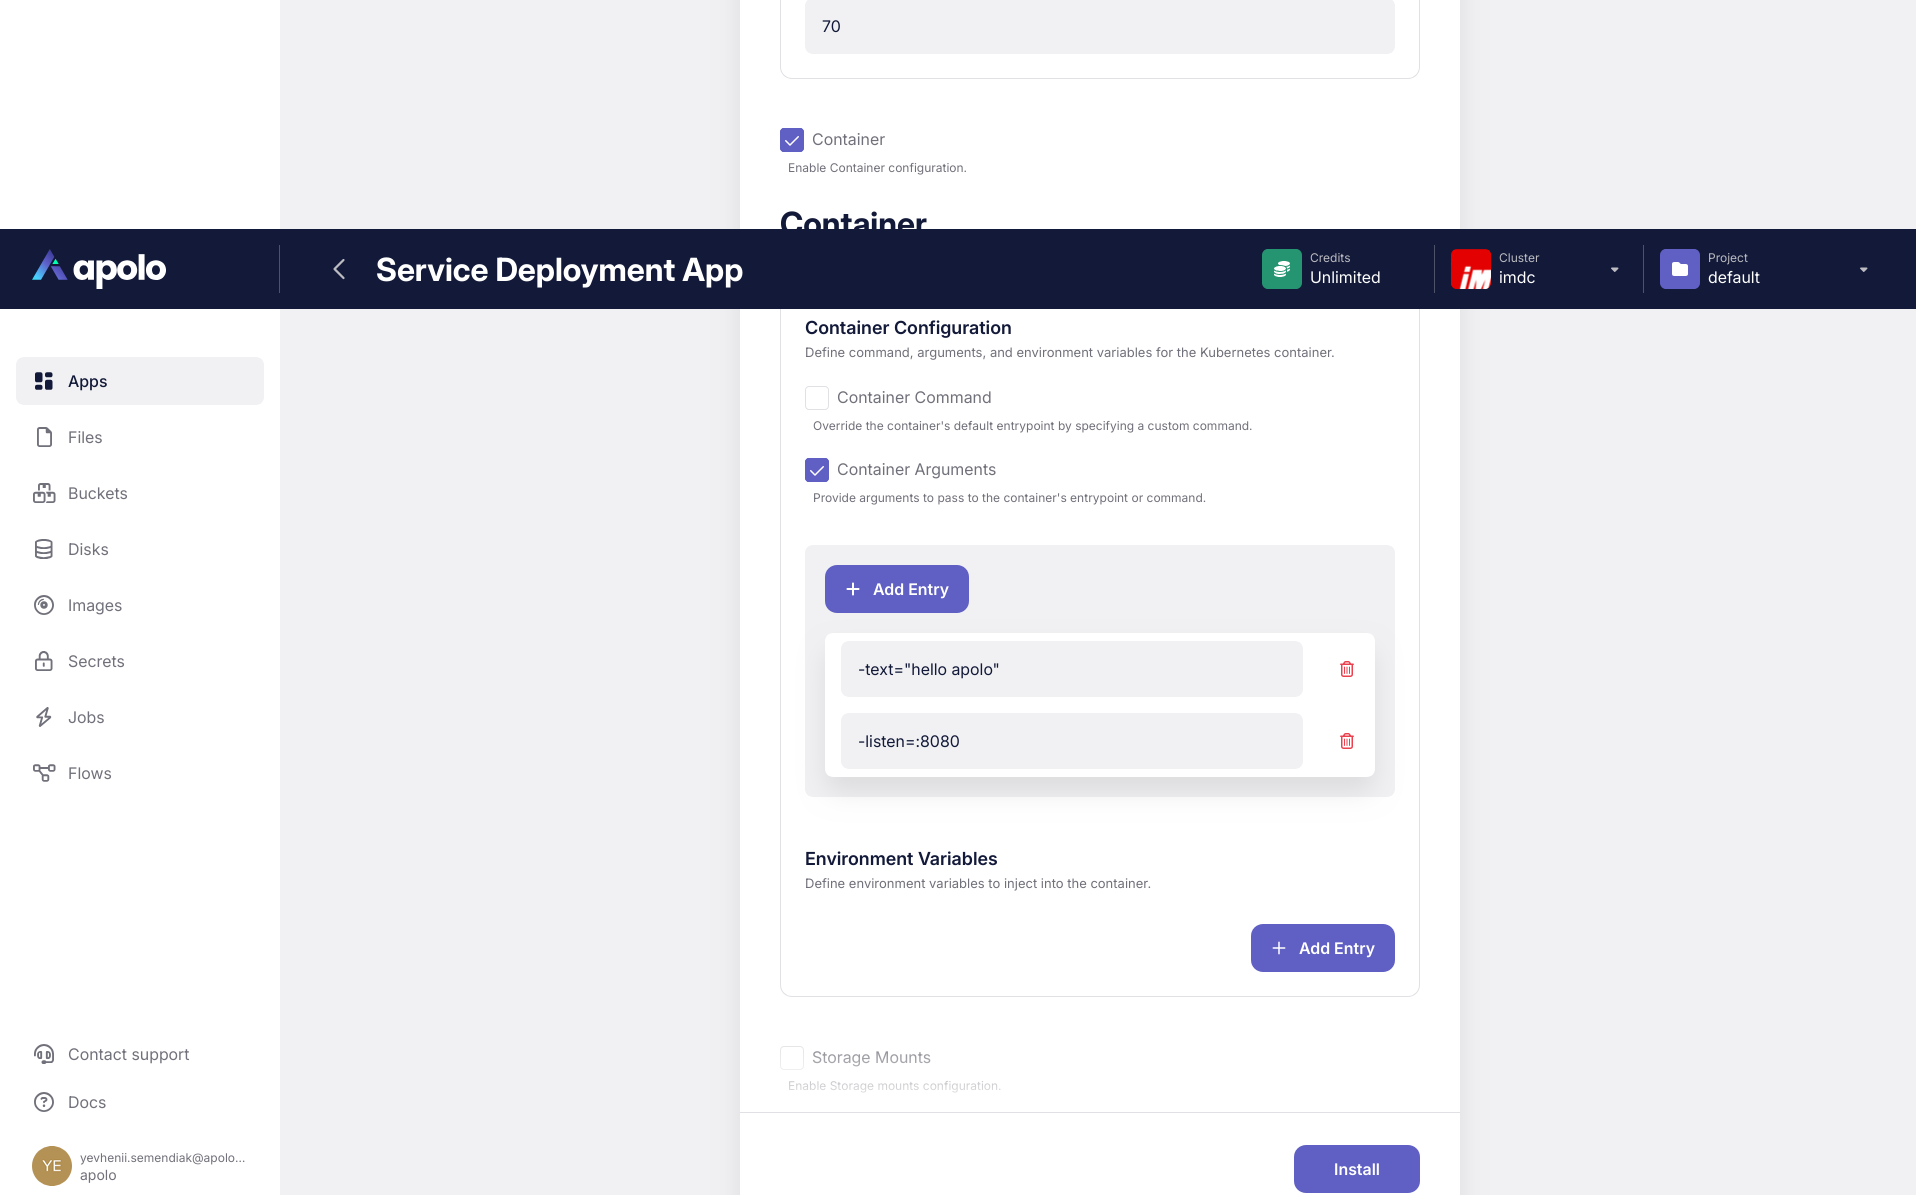 70
Container
Enable Container configuration.
Container
apolo
Service Deployment App
Credits
Unlimited
Cluster
imdc
Project
default
Container Configuration
Define command, arguments, and environment variables for the Kubernetes container.
Container Command
Override the container's default entrypoint by specifying a custom command.
Container Arguments
Provide arguments to pass to the container's entrypoint or command.
Add Entry
-text="hello apolo"
-listen=:8080
Environment Variables
Define environment variables to inject into the container.
Add Entry
Storage Mounts
Enable Storage mounts configuration.
Install
Apps
Files
Buckets
Disks
Images
Secrets
Jobs
Flows
Contact support
Docs
YE
yevhenii.semendiak@apolo...
apolo